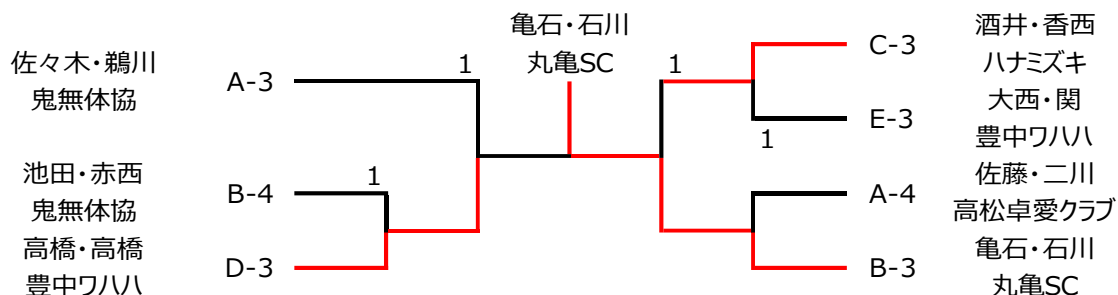 佐々木・鵜川
鬼無体協
A-3
1
池田・赤西
鬼無体協
B-4
1
高橋・高橋
豊中ワハハ
D-3
亀石・石川
丸亀SC
1
C-3
酒井・香西
ハナミズキ
E-3
大西・関
豊中ワハハ
1
A-4
佐藤・二川
高松卓愛クラブ
B-3
亀石・石川
丸亀SC